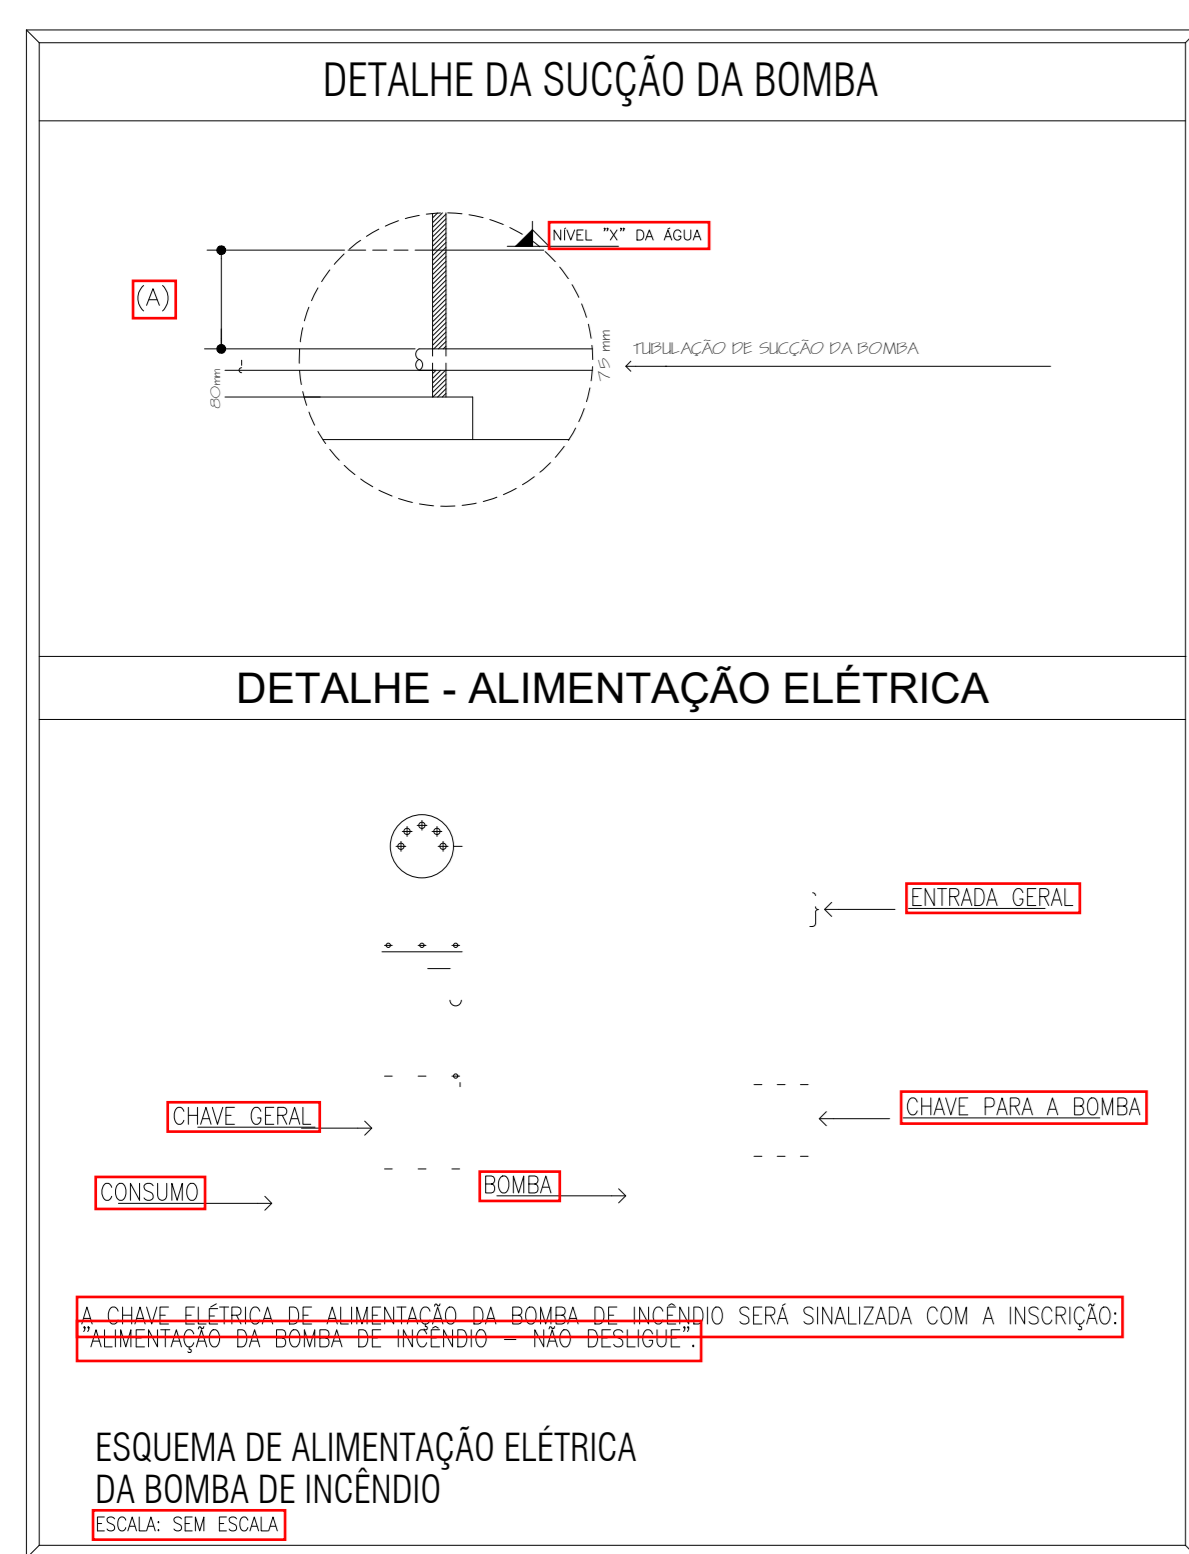 DETALHE DA SUCÇÃO DA BOMBA
NÍVEL "X" DA ÁGUA
(A)
75 mm
TUBULAÇÃO DE SUCÇÃO DA BOMBA
80mm
DETALHE - ALIMENTAÇÃO ELÉTRICA
ENTRADA GERAL
CHAVE GERAL
CHAVE PARA A BOMBA
CONSUMO
BOMBA
A CHAVE ELÉTRICA DE ALIMENTAÇÃO DA BOMBA DE INCÊNDIO SERÁ SINALIZADA COM A INSCRIÇÃO:
"ALIMENTAÇÃO DA BOMBA DE INCÊNDIO – NÃO DESLIGUE".
ESQUEMA DE ALIMENTAÇÃO ELÉTRICA
DA BOMBA DE INCÊNDIO
ESCALA: SEM ESCALA